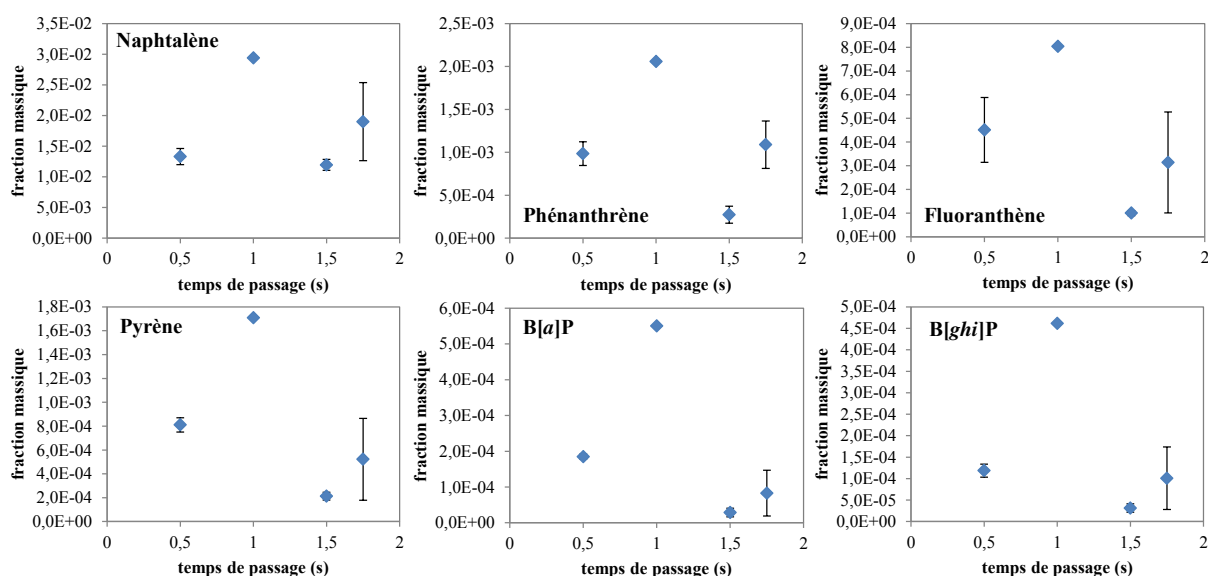 3,5E-02
3,0E-02
2,5E-02
2,0E-02
1,5E-02
1,0E-02
5,0E-03
0,0E+00
fraction massique
Naphtalène
0 0,5 1 1,5 2
temps de passage (s)
2,5E-03
2,0E-03
1,5E-03
1,0E-03
5,0E-04
0,0E+00
fraction massique
Phénanthrène
0 0,5 1 1,5 2
temps de passage (s)
9,0E-04
8,0E-04
7,0E-04
6,0E-04
5,0E-04
4,0E-04
3,0E-04
2,0E-04
1,0E-04
0,0E+00
fraction massique
Fluoranthène
0 0,5 1 1,5 2
temps de passage (s)
1,8E-03
1,6E-03
1,4E-03
1,2E-03
1,0E-03
8,0E-04
6,0E-04
4,0E-04
2,0E-04
0,0E+00
fraction massique
Pyrène
0 0,5 1 1,5 2
temps de passage (s)
6,0E-04
5,0E-04
4,0E-04
3,0E-04
2,0E-04
1,0E-04
0,0E+00
fraction massique
B[a]P
0 0,5 1 1,5 2
temps de passage (s)
5,0E-04
4,5E-04
4,0E-04
3,5E-04
3,0E-04
2,5E-04
2,0E-04
1,5E-04
1,0E-04
5,0E-05
0,0E+00
fraction massique
B[ghi]P
0 0,5 1 1,5 2
temps de passage (s)